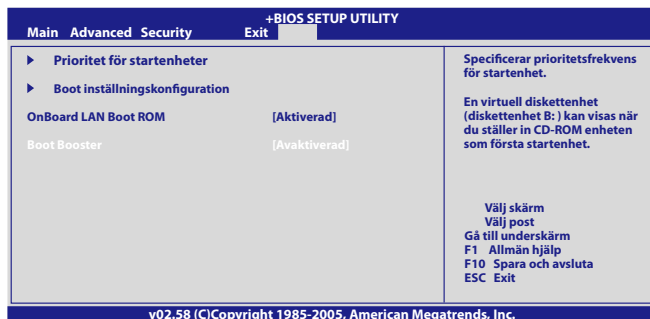 +BIOS SETUP UTILITY
Main Advanced Security Exit
Prioritet för startenheter
Boot inställningskonfiguration
OnBoard LAN Boot ROM [Aktiverad]
Boot Booster [Avaktiverad]
Specificerar prioritetsfrekvens
för startenhet.
En virtuell diskettenhet
(diskettenhet B: ) kan visas när
du ställer in CD-ROM enheten
som första startenhet.
Välj skärm
Välj post
Gå till underskärm
F1 Allmän hjälp
F10 Spara och avsluta
ESC Exit
v02.58 (C)Copyright 1985-2005, American Megatrends, Inc.